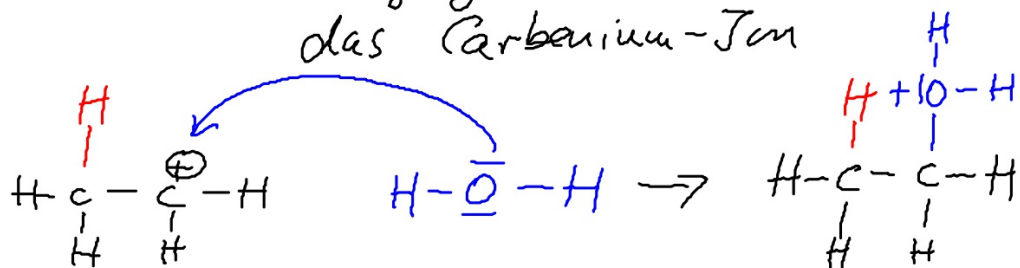 das Carbenium-Ion
H H
H + |O - H
H - C - C ⊕ - H H - O - H → H - C - C - H
H H H H